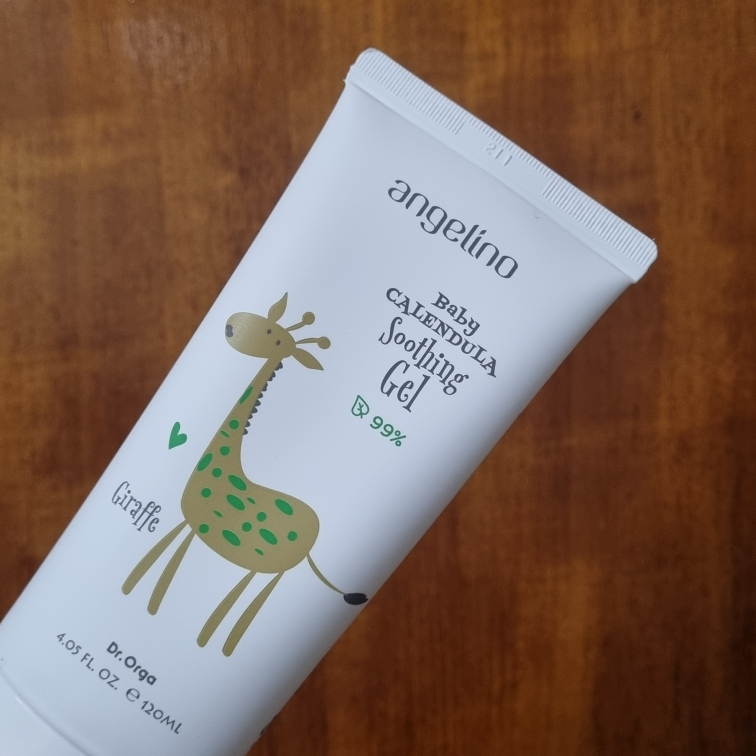 211
angelino
Baby
CALENDULA
Soothing
Gel
99%
Giraffe
Dr.Orga
4.05 FL. OZ. ℮ 120ML